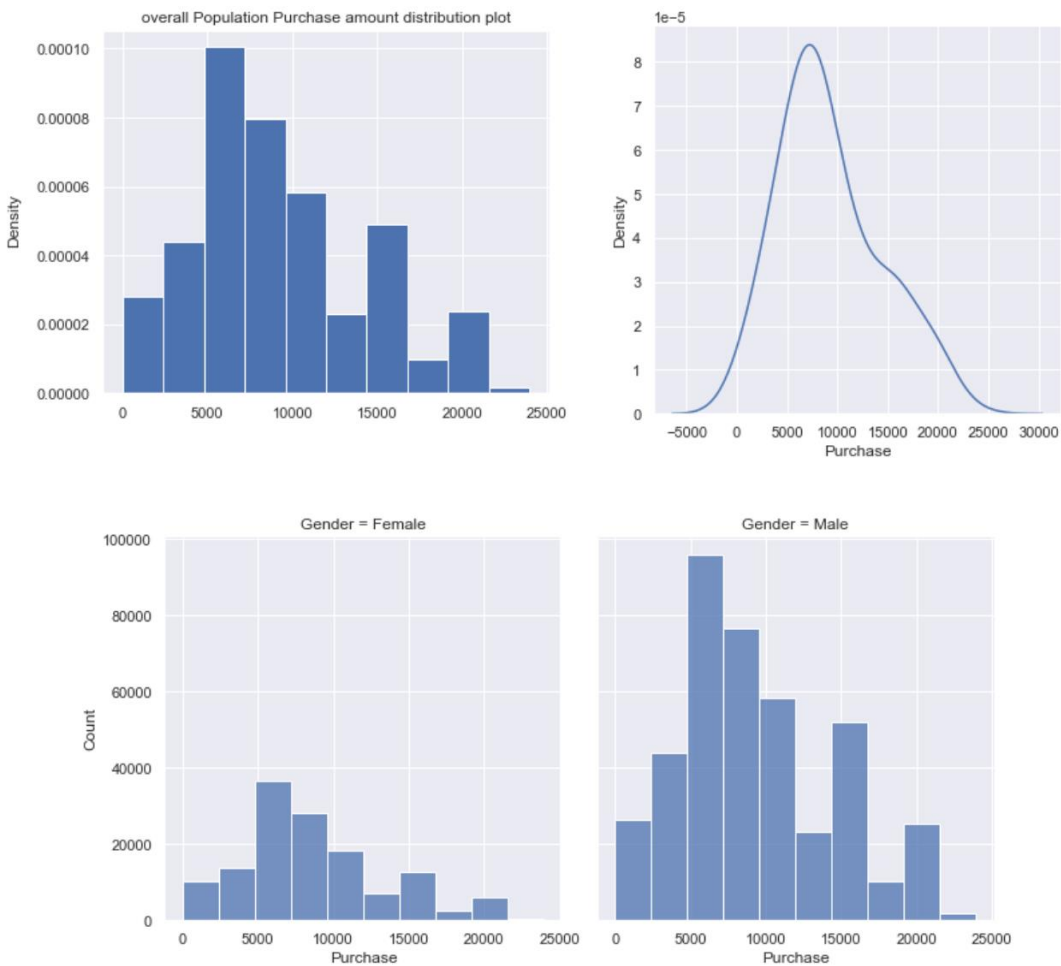 overall Population Purchase amount distribution plot
0.00010
0.00008
0.00006
0.00004
0.00002
0.00000
Density
0 5000 10000 15000 20000 25000
1e−5
8
7
6
5
4
3
2
1
0
Density
−5000 0 5000 10000 15000 20000 25000 30000
Purchase
Gender = Female
100000
80000
60000
40000
20000
0
Count
0 5000 10000 15000 20000 25000
Purchase
Gender = Male
0 5000 10000 15000 20000 25000
Purchase